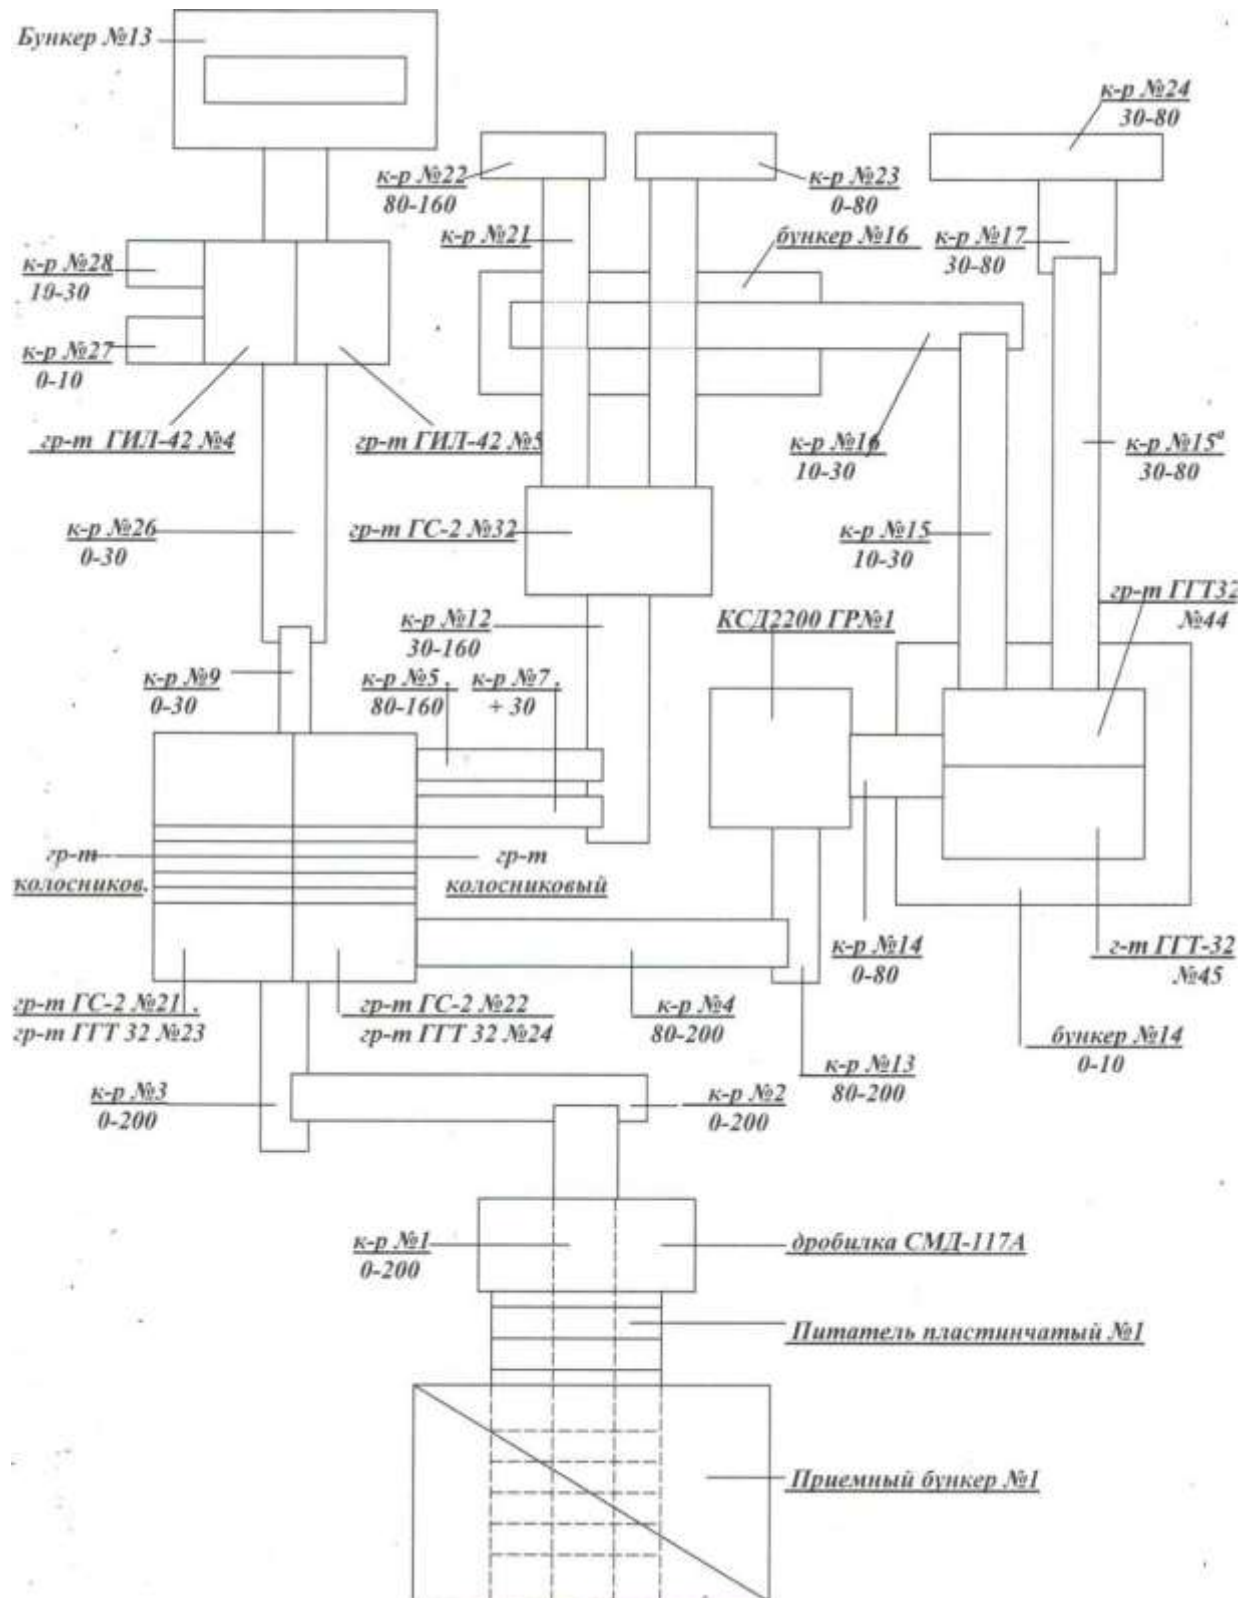 Бункер №13
к-р №24
30-80
к-р №22
80-160
к-р №23
0-80
к-р №21
бункер №16
к-р №17
30-80
к-р №28
10-30
к-р №27
0-10
гр-т ГИЛ-42 №4
гр-т ГИЛ-42 №5
к-р №16
10-30
к-р №15а
30-80
к-р №26
0-30
гр-т ГС-2 №32
к-р №15
10-30
гр-т ГГТ32
№44
к-р №12
30-160
КСД2200 ГР№1
к-р №9
0-30
к-р №5.
80-160
к-р №7.
+ 30
гр-т
колосников.
гр-т
колосниковый
к-р №14
0-80
г-т ГГТ-32
№45
гр-т ГС-2 №21.
гр-т ГГТ 32 №23
гр-т ГС-2 №22
гр-т ГГТ 32 №24
к-р №4
80-200
бункер №14
0-10
к-р №13
80-200
к-р №3
0-200
к-р №2
0-200
к-р №1
0-200
дробилка СМД-117А
Питатель пластинчатый №1
Приемный бункер №1